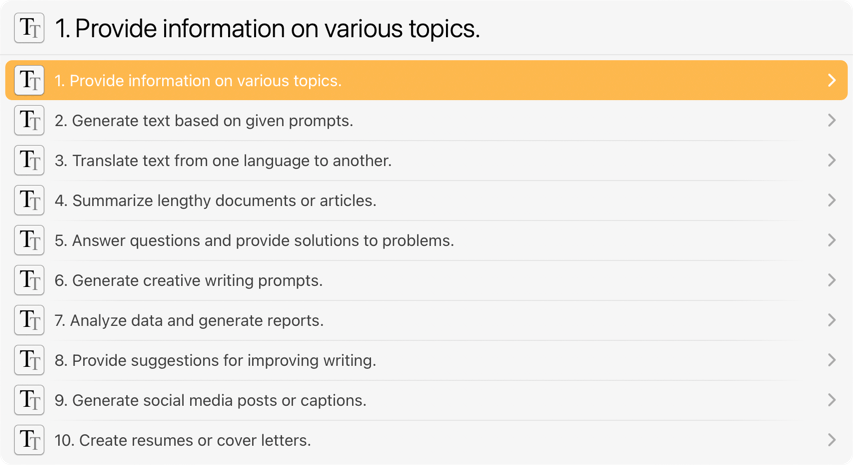 1. Provide information on various topics.
1. Provide information on various topics.
2. Generate text based on given prompts.
3. Translate text from one language to another.
4. Summarize lengthy documents or articles.
5. Answer questions and provide solutions to problems.
6. Generate creative writing prompts.
7. Analyze data and generate reports.
8. Provide suggestions for improving writing.
9. Generate social media posts or captions.
10. Create resumes or cover letters.